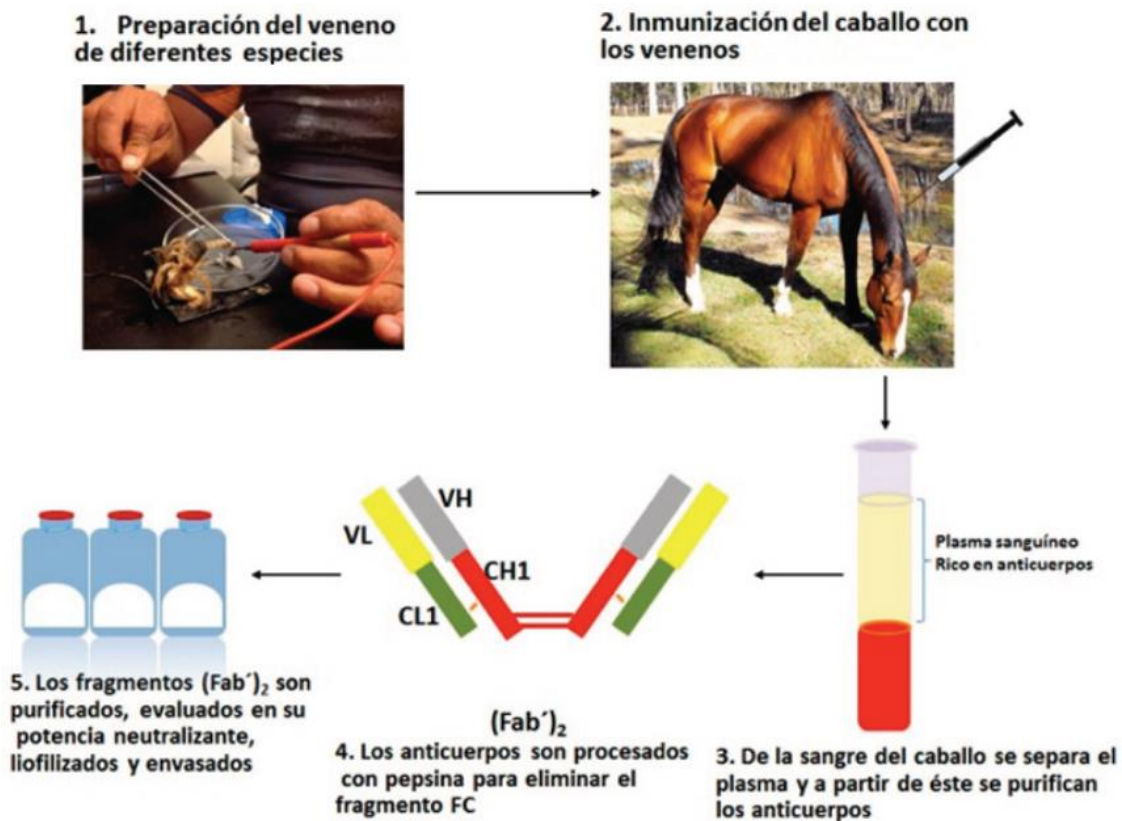 1. Preparación del veneno
de diferentes especies
2. Inmunización del caballo con
los venenos
Plasma sanguíneo
Rico en anticuerpos
3. De la sangre del caballo se separa el
plasma y a partir de éste se purifican
los anticuerpos
VH
VL
CH1
CL1
(Fab´)₂
4. Los anticuerpos son procesados
con pepsina para eliminar el
fragmento FC
5. Los fragmentos (Fab´)₂ son
purificados, evaluados en su
potencia neutralizante,
liofilizados y envasados